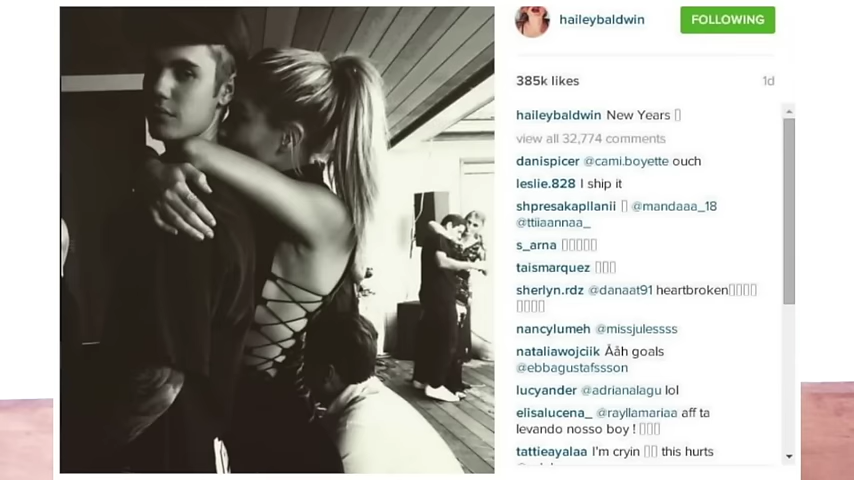 haileybaldwin
FOLLOWING
385k likes
1d
haileybaldwin New Years
view all 32,774 comments
danispicer @cami.boyette ouch
leslie.828 I ship it
shpresakapllanii @mandaaa_18
@ttiiaannaa_
s_arna
taismarquez
sherlyn.rdz @danaat91 heartbroken
nancylumeh @missjulessss
nataliawojciik Ååh goals
@ebbagustafssson
lucyander @adrianalagu lol
elisalucena_ @rayllamariaa aff ta
levando nosso boy !
tattieayalaa I'm cryin this hurts